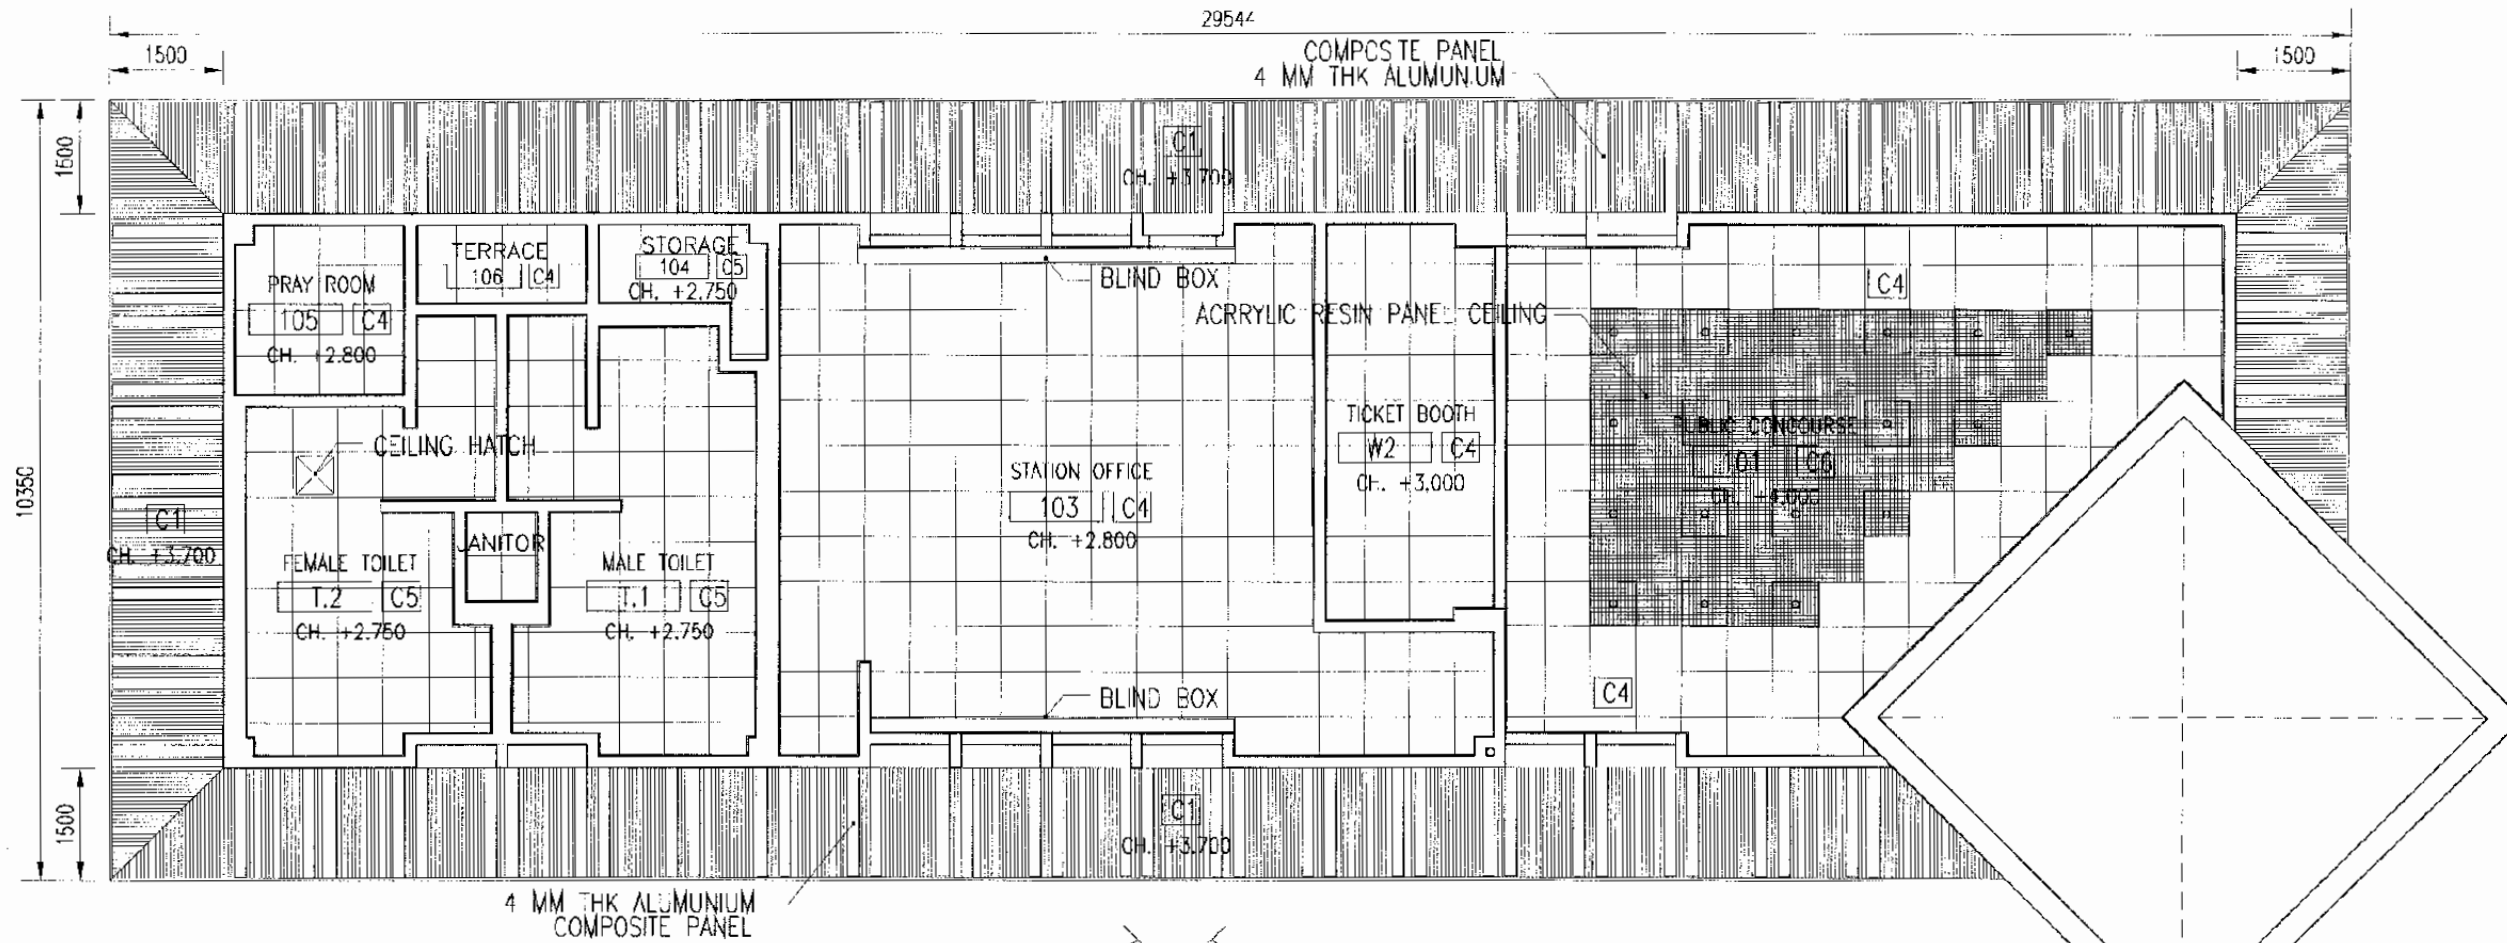 29544
1500
COMPOSTE PANEL
4 MM THK ALUMUNIUM
1500
1500
C1
CH. +3.700
TERRACE
106 C4
STORAGE
104 C5
CH. +2.750
PRAY ROOM
105 C4
CH. +2.800
BLIND BOX
C4
ACRRYLIC RESIN PANEL CEILING
CEILING HATCH
TICKET BOOTH
W2 C4
CH. +3,000
PUBLIC CONCOURSE
101 C6
CH. +4.000
STATION OFFICE
103 C4
CH. +2.800
10350
C1
CH. +3.700
JANITOR
FEMALE TOILET
T.2 C5
CH. +2.750
MALE TOILET
T.1 C5
CH. +2.750
BLIND BOX
C4
1500
C1
CH. +3.700
4 MM THK ALUMUNIUM
COMPOSITE PANEL